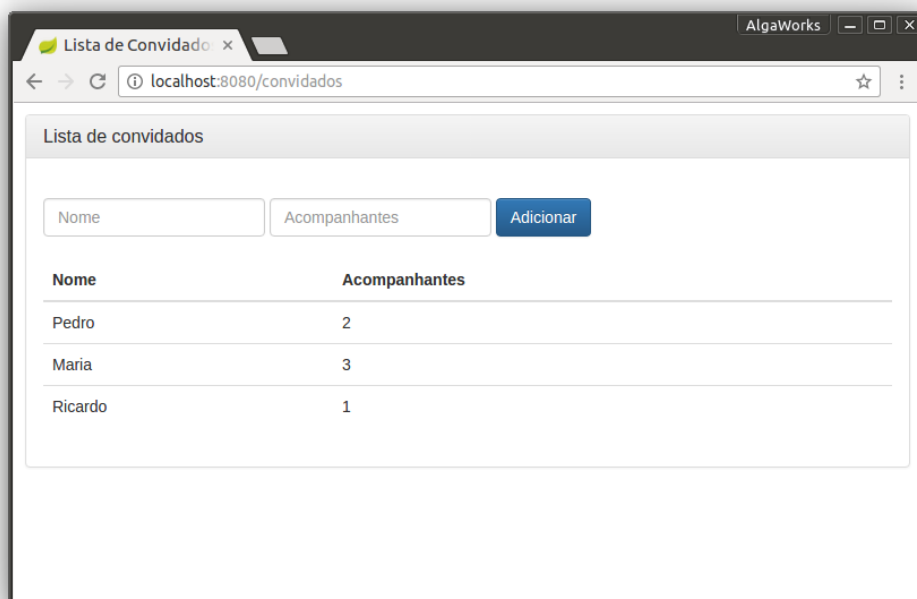 AlgaWorks
Lista de Convidado
localhost:8080/convidados
Lista de convidados
Nome Acompanhantes Adicionar
Nome Acompanhantes
Pedro 2
Maria 3
Ricardo 1